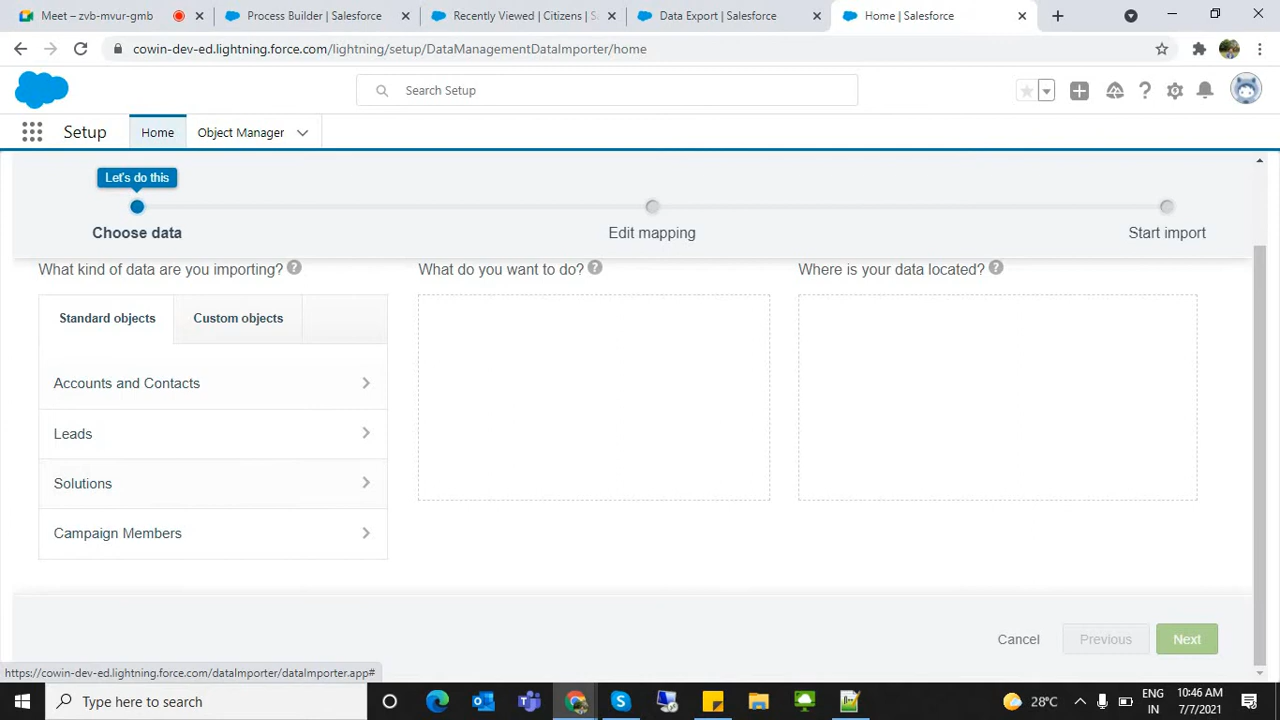 Meet – zvb-mvur-gmb
Process Builder | Salesforce
Recently Viewed | Citizens | S
Data Export | Salesforce
Home | Salesforce
cowin-dev-ed.lightning.force.com/lightning/setup/DataManagementDataImporter/home
Search Setup
Setup
Home
Object Manager
Let's do this
Choose data
Edit mapping
Start import
What kind of data are you importing? ?
What do you want to do? ?
Where is your data located? ?
Standard objects
Custom objects
Accounts and Contacts
Leads
Solutions
Campaign Members
Cancel
Previous
Next
https://cowin-dev-ed.lightning.force.com/dataImporter/dataImporter.app#
Type here to search
28°C
ENG
IN
10:46 AM
7/7/2021